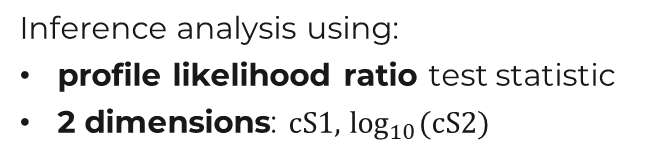 Inference analysis using:
• profile likelihood ratio test statistic
• 2 dimensions: cS1, log₁₀(cS2)